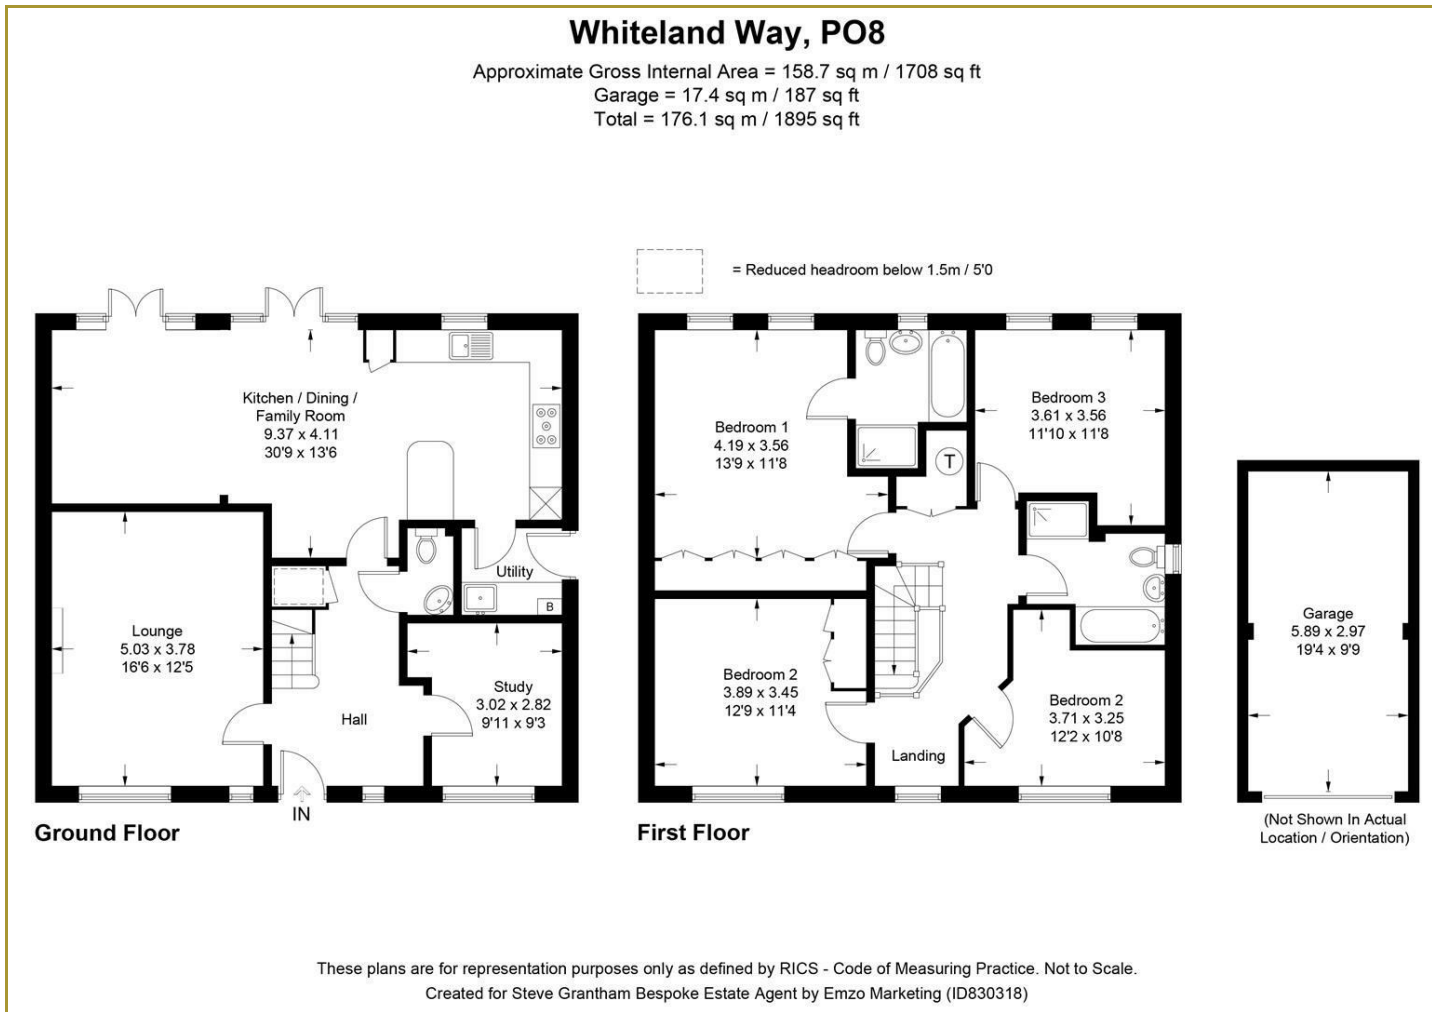 Whiteland Way, PO8
Approximate Gross Internal Area = 158.7 sq m / 1708 sq ft
Garage = 17.4 sq m / 187 sq ft
Total = 176.1 sq m / 1895 sq ft
= Reduced headroom below 1.5m / 5'0
Kitchen / Dining /
Family Room
9.37 x 4.11
30'9 x 13'6
Utility
B
Lounge
5.03 x 3.78
16'6 x 12'5
Study
3.02 x 2.82
9'11 x 9'3
Hall
IN
Ground Floor
Bedroom 1
4.19 x 3.56
13'9 x 11'8
T
Bedroom 3
3.61 x 3.56
11'10 x 11'8
Bedroom 2
3.89 x 3.45
12'9 x 11'4
Bedroom 2
3.71 x 3.25
12'2 x 10'8
Landing
First Floor
Garage
5.89 x 2.97
19'4 x 9'9
(Not Shown In Actual
Location / Orientation)
These plans are for representation purposes only as defined by RICS - Code of Measuring Practice. Not to Scale.
Created for Steve Grantham Bespoke Estate Agent by Emzo Marketing (ID830318)